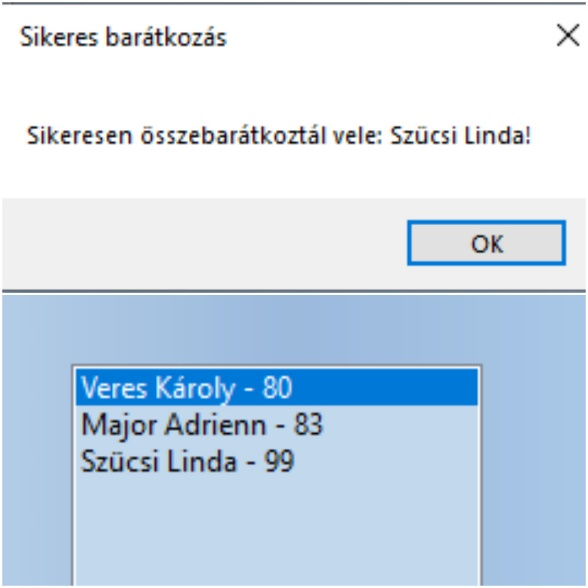 Sikeres barátkozás
Sikeresen összebarátkoztál vele: Szücsi Linda!
OK
Veres Károly - 80
Major Adrienn - 83
Szücsi Linda - 99